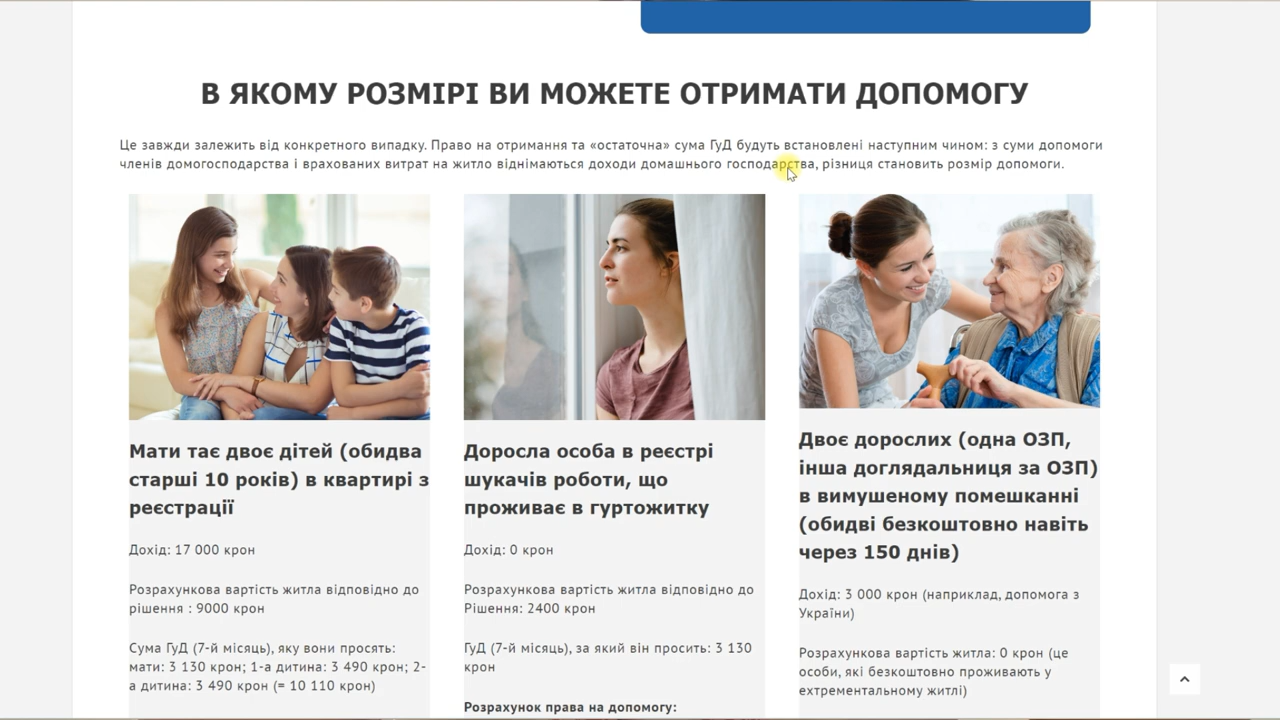 В ЯКОМУ РОЗМІРІ ВИ МОЖЕТЕ ОТРИМАТИ ДОПОМОГУ
Це завжди залежить від конкретного випадку. Право на отримання та «остаточна» сума ГуД будуть встановлені наступним чином: з суми допомоги
членів домогосподарства і врахованих витрат на житло віднімаються доходи домашнього господарства, різниця становить розмір допомоги.
Мати тає двоє дітей (обидва
старші 10 років) в квартирі з
реєстрації
Дохід: 17 000 крон
Розрахункова вартість житла відповідно до
рішення : 9000 крон
Сума ГуД (7-й місяць), яку вони просять:
мати: 3 130 крон; 1-а дитина: 3 490 крон; 2-
а дитина: 3 490 крон (= 10 110 крон)
Доросла особа в реєстрі
шукачів роботи, що
проживає в гуртожитку
Дохід: 0 крон
Розрахункова вартість житла відповідно до
Рішення: 2400 крон
ГуД (7-й місяць), за який він просить: 3 130
крон
Розрахунок права на допомогу:
Двоє дорослих (одна ОЗП,
інша доглядальниця за ОЗП)
в вимушеному помешканні
(обидві безкоштовно навіть
через 150 днів)
Дохід: 3 000 крон (наприклад, допомога з
України)
Розрахункова вартість житла: 0 крон (це
особи, які безкоштовно проживають у
ехтрементальному житлі)